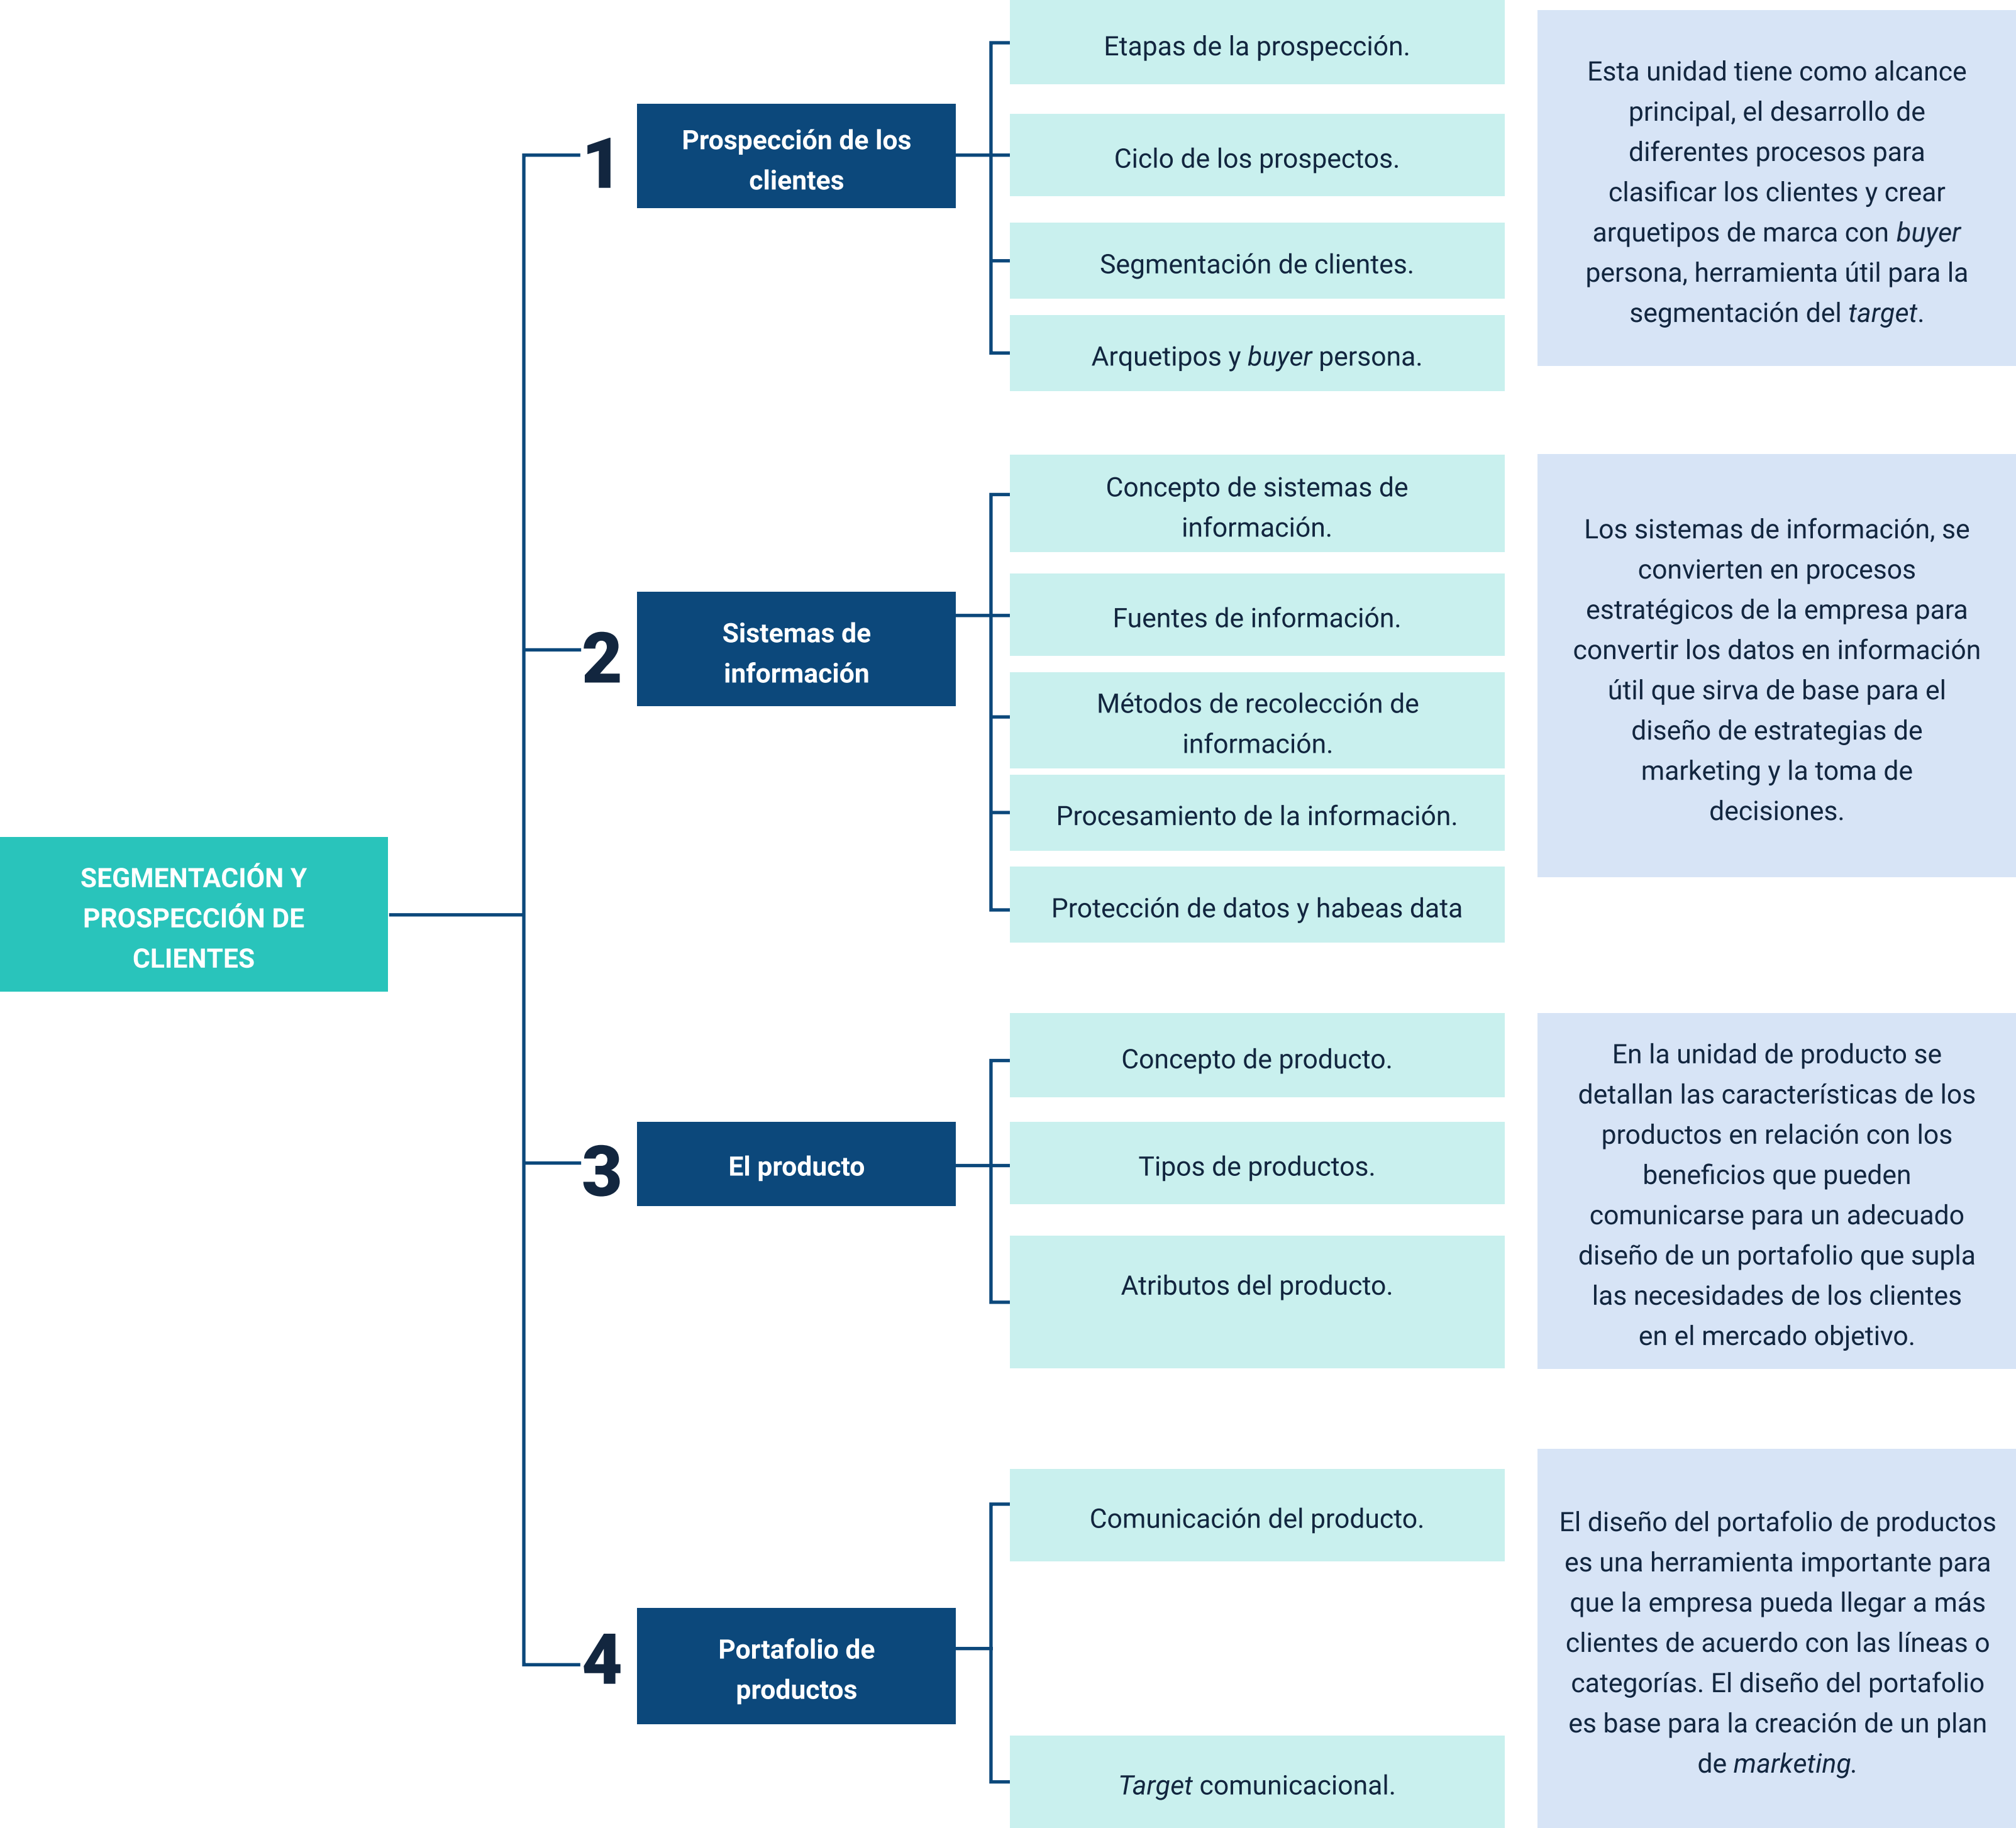 SEGMENTACIÓN Y
PROSPECCIÓN DE
CLIENTES
1
Prospección de los
clientes
Etapas de la prospección.
Ciclo de los prospectos.
Segmentación de clientes.
Arquetipos y buyer persona.
Esta unidad tiene como alcance
principal, el desarrollo de
diferentes procesos para
clasificar los clientes y crear
arquetipos de marca con buyer
persona, herramienta útil para la
segmentación del target.
2
Sistemas de
información
Concepto de sistemas de
información.
Fuentes de información.
Métodos de recolección de
información.
Procesamiento de la información.
Protección de datos y habeas data
Los sistemas de información, se
convierten en procesos
estratégicos de la empresa para
convertir los datos en información
útil que sirva de base para el
diseño de estrategias de
marketing y la toma de
decisiones.
3
El producto
Concepto de producto.
Tipos de productos.
Atributos del producto.
En la unidad de producto se
detallan las características de los
productos en relación con los
beneficios que pueden
comunicarse para un adecuado
diseño de un portafolio que supla
las necesidades de los clientes
en el mercado objetivo.
4
Portafolio de
productos
Comunicación del producto.
Target comunicacional.
El diseño del portafolio de productos
es una herramienta importante para
que la empresa pueda llegar a más
clientes de acuerdo con las líneas o
categorías. El diseño del portafolio
es base para la creación de un plan
de marketing.